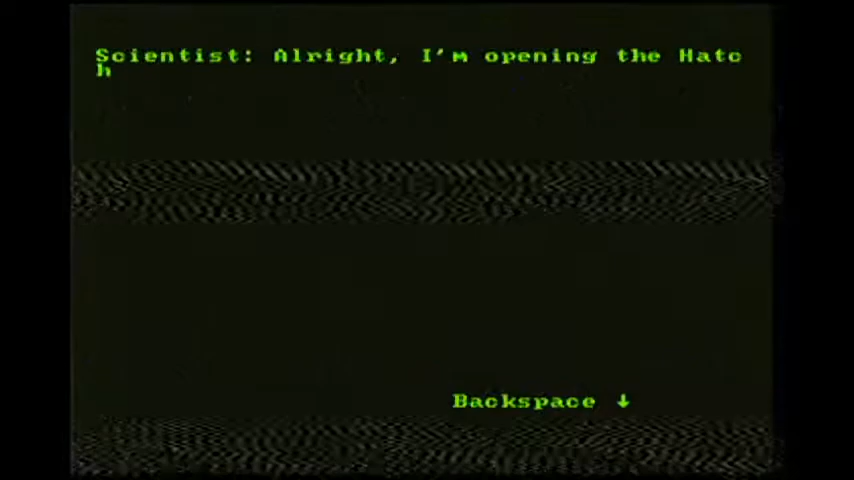 Scientist: Alright, I'm opening the Hatc
h
Backspace ↓